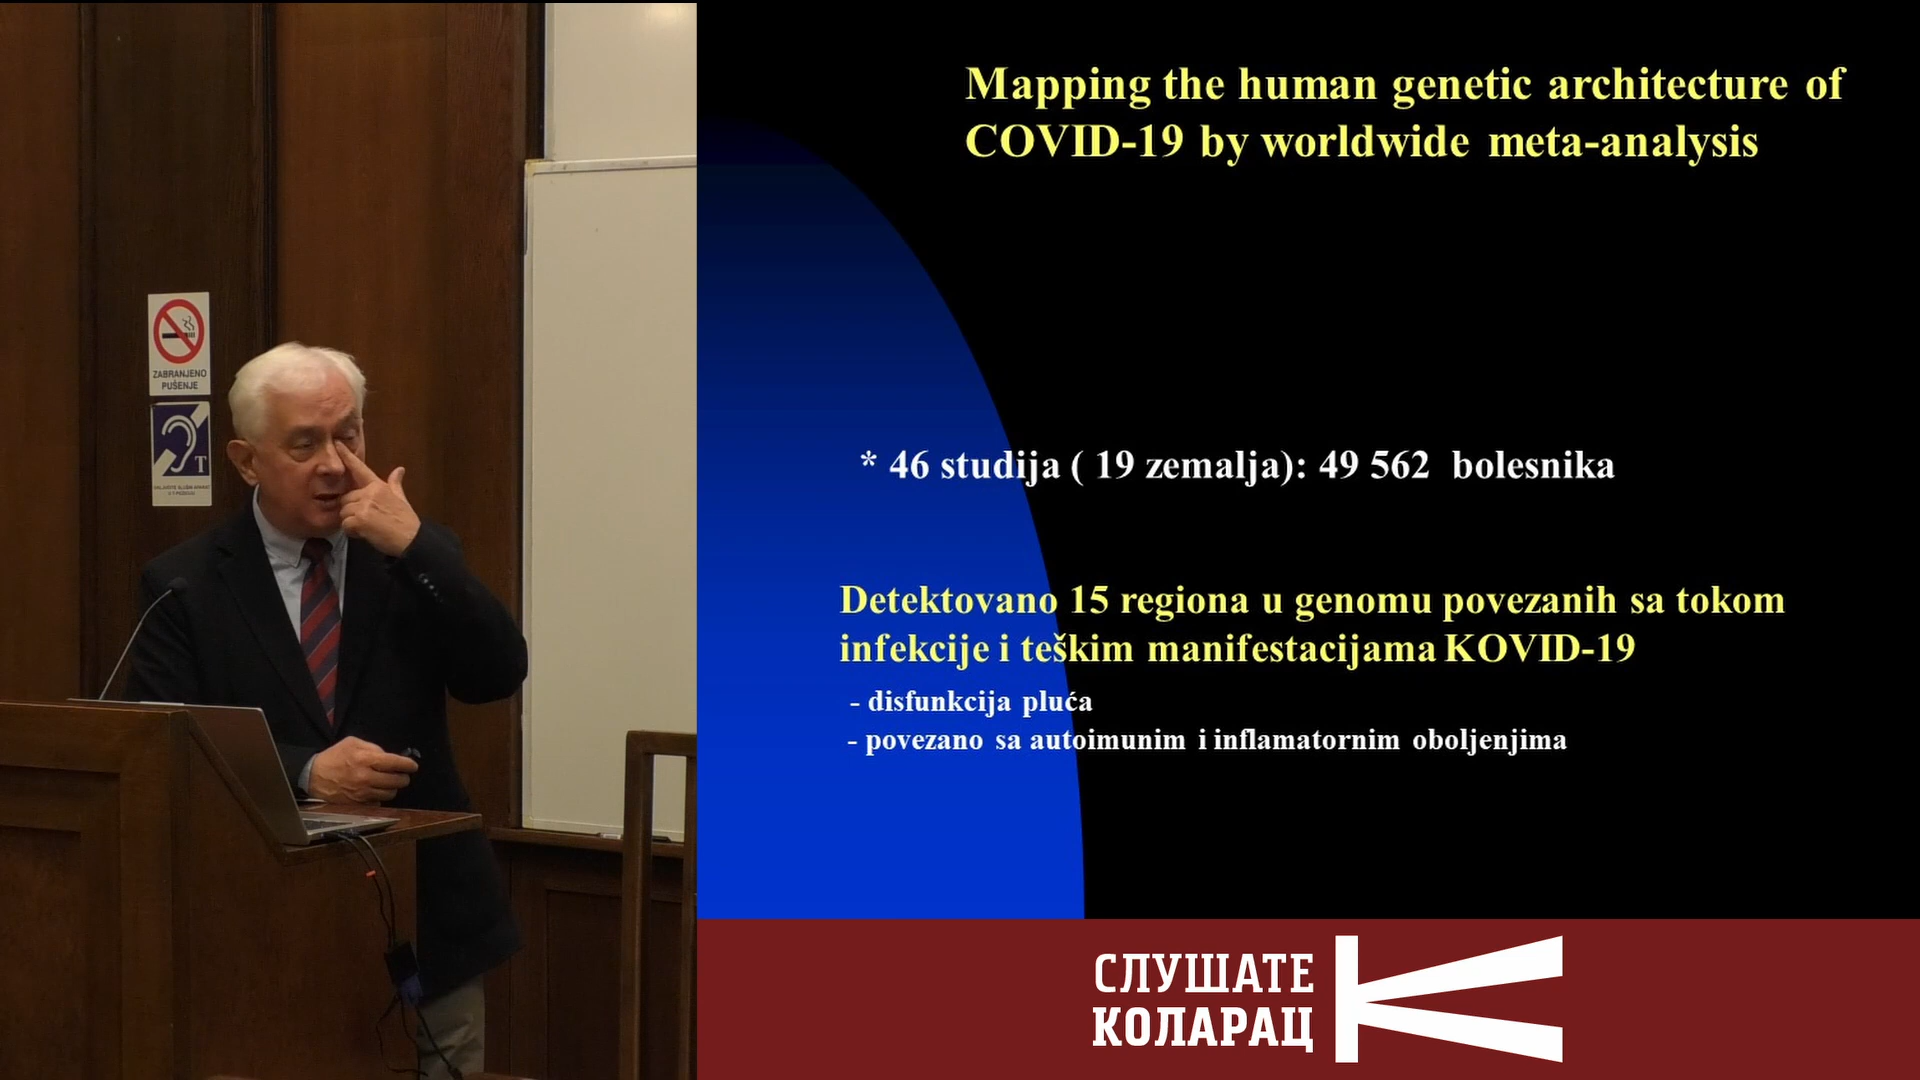 Mapping the human genetic architecture of
COVID-19 by worldwide meta-analysis
* 46 studija ( 19 zemalja): 49 562 bolesnika
Detektovano 15 regiona u genomu povezanih sa tokom
infekcije i teškim manifestacijama KOVID-19
- disfunkcija pluća
- povezano sa autoimunim i inflamatornim oboljenjima
ZABRANJENO
PUŠENJE
T
СЛУШАТЕ
КОЛАРАЦ